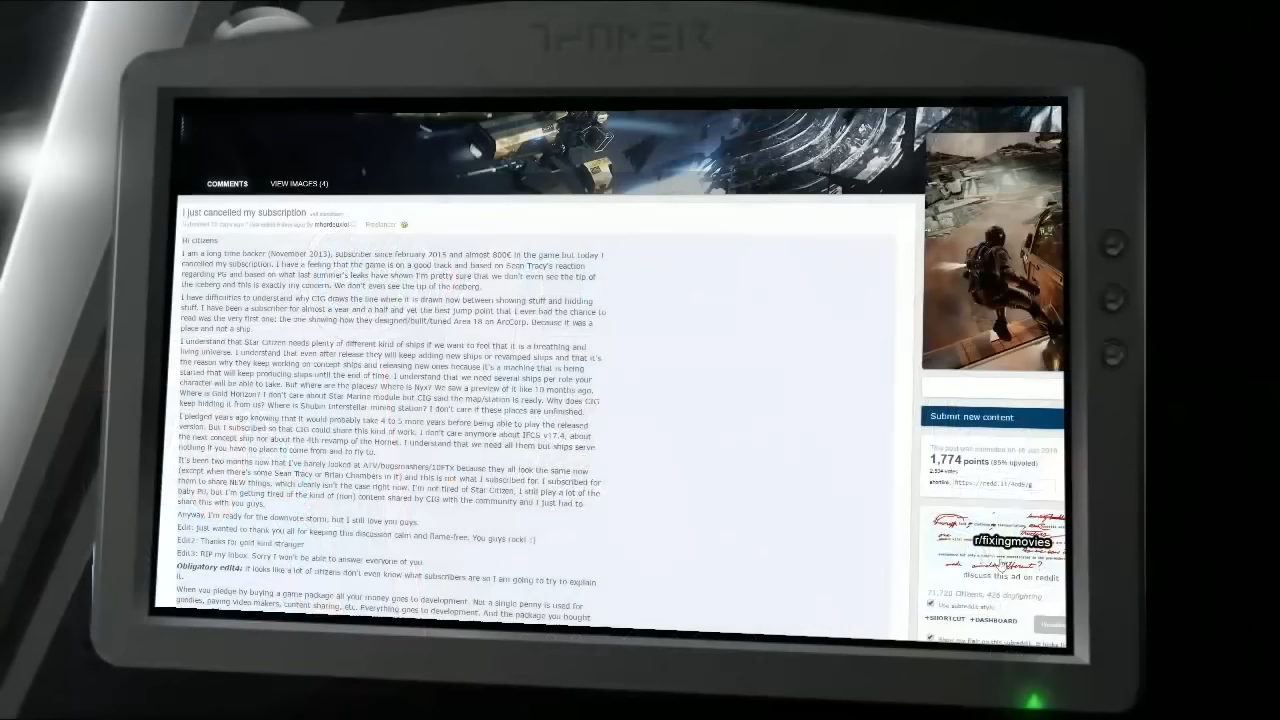 COMMENTS VIEW IMAGES (4)
I just cancelled my subscription
Hi citizens
I am a long time backer (November 2013), subscriber since february 2015 and almost 800€ in the game but today I
cancelled my subscription. I have a feeling that the game is on a good track and based on Sean Tracy's reaction
regarding PG and based on what last summer's leaks have shown I'm pretty sure that we don't even see the tip of
the iceberg and this is exactly my concern. We don't even see the tip of the iceberg.
I have difficulties to understand why CIG draws the line where it is drawn now between showing stuff and hidding
stuff. I have been a subscriber for almost a year and a half and yet the best Jump point that I ever had the chance to
read was the very first one: the one showing how they designed/built/tuned Area 18 on ArcCorp. Because it was a
place and not a ship.
I understand that Star Citizen needs plenty of different kind of ships if we want to feel that it is a breathing and
living universe. I understand that even after release they will keep adding new ships or revamped ships and that it's
the reason why they keep working on concept ships and releasing new ones because it's a machine that is being
started that will keep producing ships until the end of time. I understand that we need several ships per role your
character will be able to take. But where are the places? Where is Nyx? We saw a preview of it like 10 months ago.
Where is Gold Horizon? I don't care about Star Marine module but CIG said the map/station is ready. Why does CIG
keep hidding it from us? Where is Shubin Interstellar mining station? I don't care if these places are unfinished.
I pledged years ago knowing that it would probably take 4 to 5 more years before being able to play the released
version. But I subscribed so that CIG could share this kind of work. I don't care anymore about IFCS v17.4, about
the next concept ship nor about the 4th revamp of the Hornet. I understand that we need all them but ships serve
nothing if you have no place to come from and to fly to.
It's been two months now that I've barely looked at ATV/bugsmashers/10FTX because they all look the same now
(except when there's some Sean Tracy or Brian Chambers in it) and this is not what I subscribed for. I subscribed for
them to share NEW things, which clearly isn't the case right now. I'm not tired of Star Citizen, I still play a lot of the
baby PU, but I'm getting tired of the kind of (non) content shared by CIG with the community and I just had to
share this with you guys.
Anyway, I'm ready for the downvote storm, but I still love you guys.
Edit: just wanted to thank you all for keeping this discussion calm and flame-free. You guys rock! :)
Edit2: Thanks for gold kind stranger
Edit3: RIP my inbox. Sorry I won't be able to answer everyone of you
Obligatory edit4: it looks like a lot of citizens don't even know what subscribers are so I am going to try to explain
it.
When you pledge by buying a game package all your money goes to development. Not a single penny is used for
gondies, paying video makers, content sharing, etc. Everything goes to development. And the package you bought
Submit new content
1,774 points (85% upvoted)
shortlink:
r/fixingmovies
discuss this ad on reddit
71,720 Citizens, 426 dogfighting
Use subreddit style
+SHORTCUT +DASHBOARD